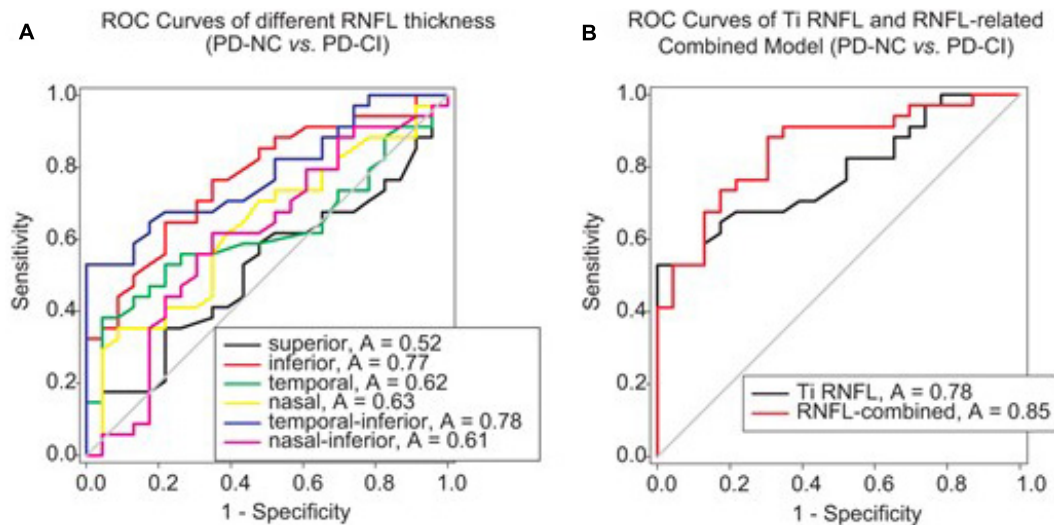 A
ROC Curves of different RNFL thickness
(PD-NC vs. PD-CI)
Sensitivity
1.0
0.8
0.6
0.4
0.2
0.0
superior, A = 0.52
inferior, A = 0.77
temporal, A = 0.62
nasal, A = 0.63
temporal-inferior, A = 0.78
nasal-inferior, A = 0.61
0.0 0.2 0.4 0.6 0.8 1.0
1 - Specificity
B
ROC Curves of Ti RNFL and RNFL-related
Combined Model (PD-NC vs. PD-CI)
Sensitivity
1.0
0.8
0.6
0.4
0.2
0.0
Ti RNFL, A = 0.78
RNFL-combined, A = 0.85
0.0 0.2 0.4 0.6 0.8 1.0
1 - Specificity